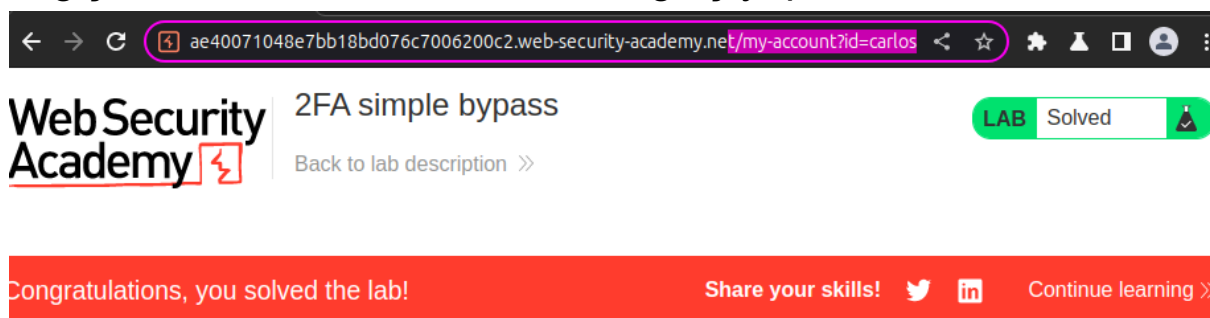 ae40071048e7bb18bd076c7006200c2.web-security-academy.net/my-account?id=carlos
Web Security
Academy
2FA simple bypass
Back to lab description
LAB Solved
Congratulations, you solved the lab!
Share your skills!
Continue learning